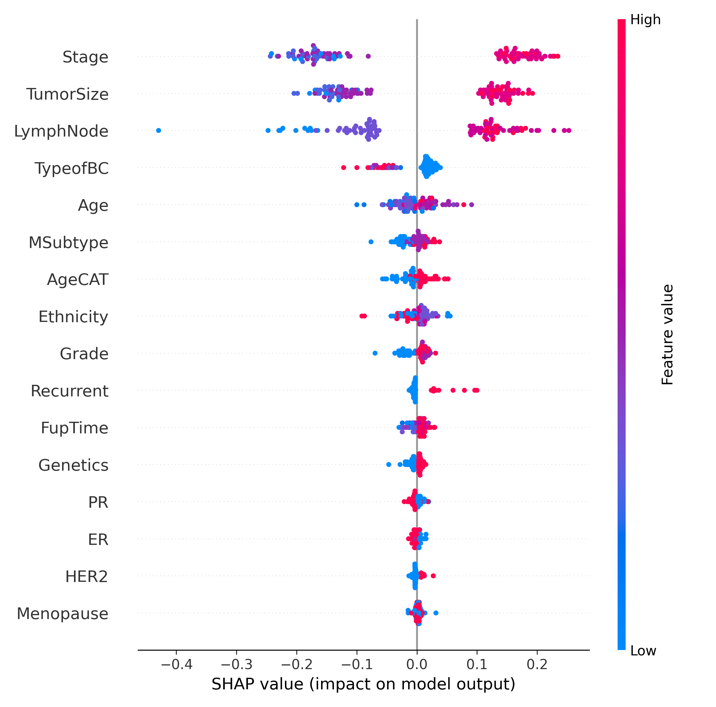 High
Stage
TumorSize
LymphNode
TypeofBC
Age
MSubtype
AgeCAT
Ethnicity
Grade
Recurrent
FupTime
Genetics
PR
ER
HER2
Menopause
Feature value
Low
−0.4 −0.3 −0.2 −0.1 0.0 0.1 0.2
SHAP value (impact on model output)